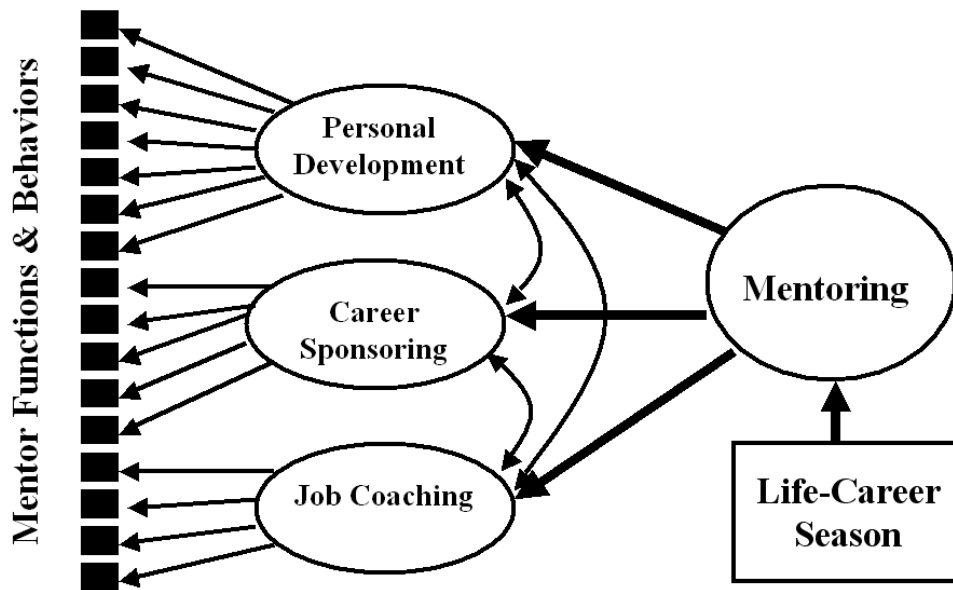 Mentor Functions & Behaviors
Personal
Development
Career
Sponsoring
Job Coaching
Mentoring
Life-Career
Season